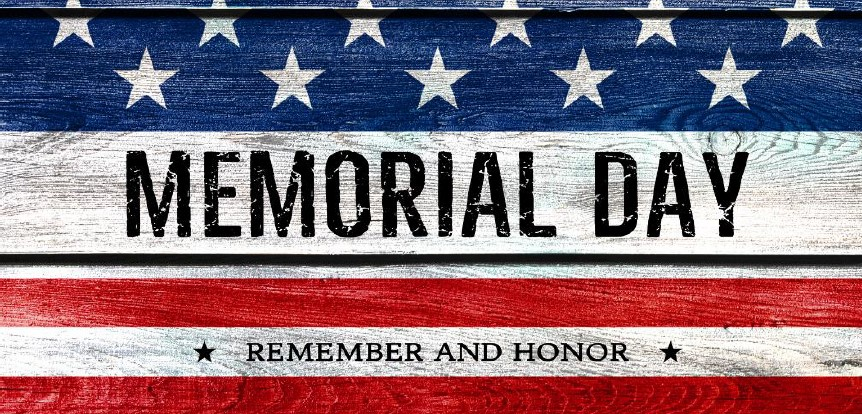 MEMORIAL DAY
★ REMEMBER AND HONOR ★